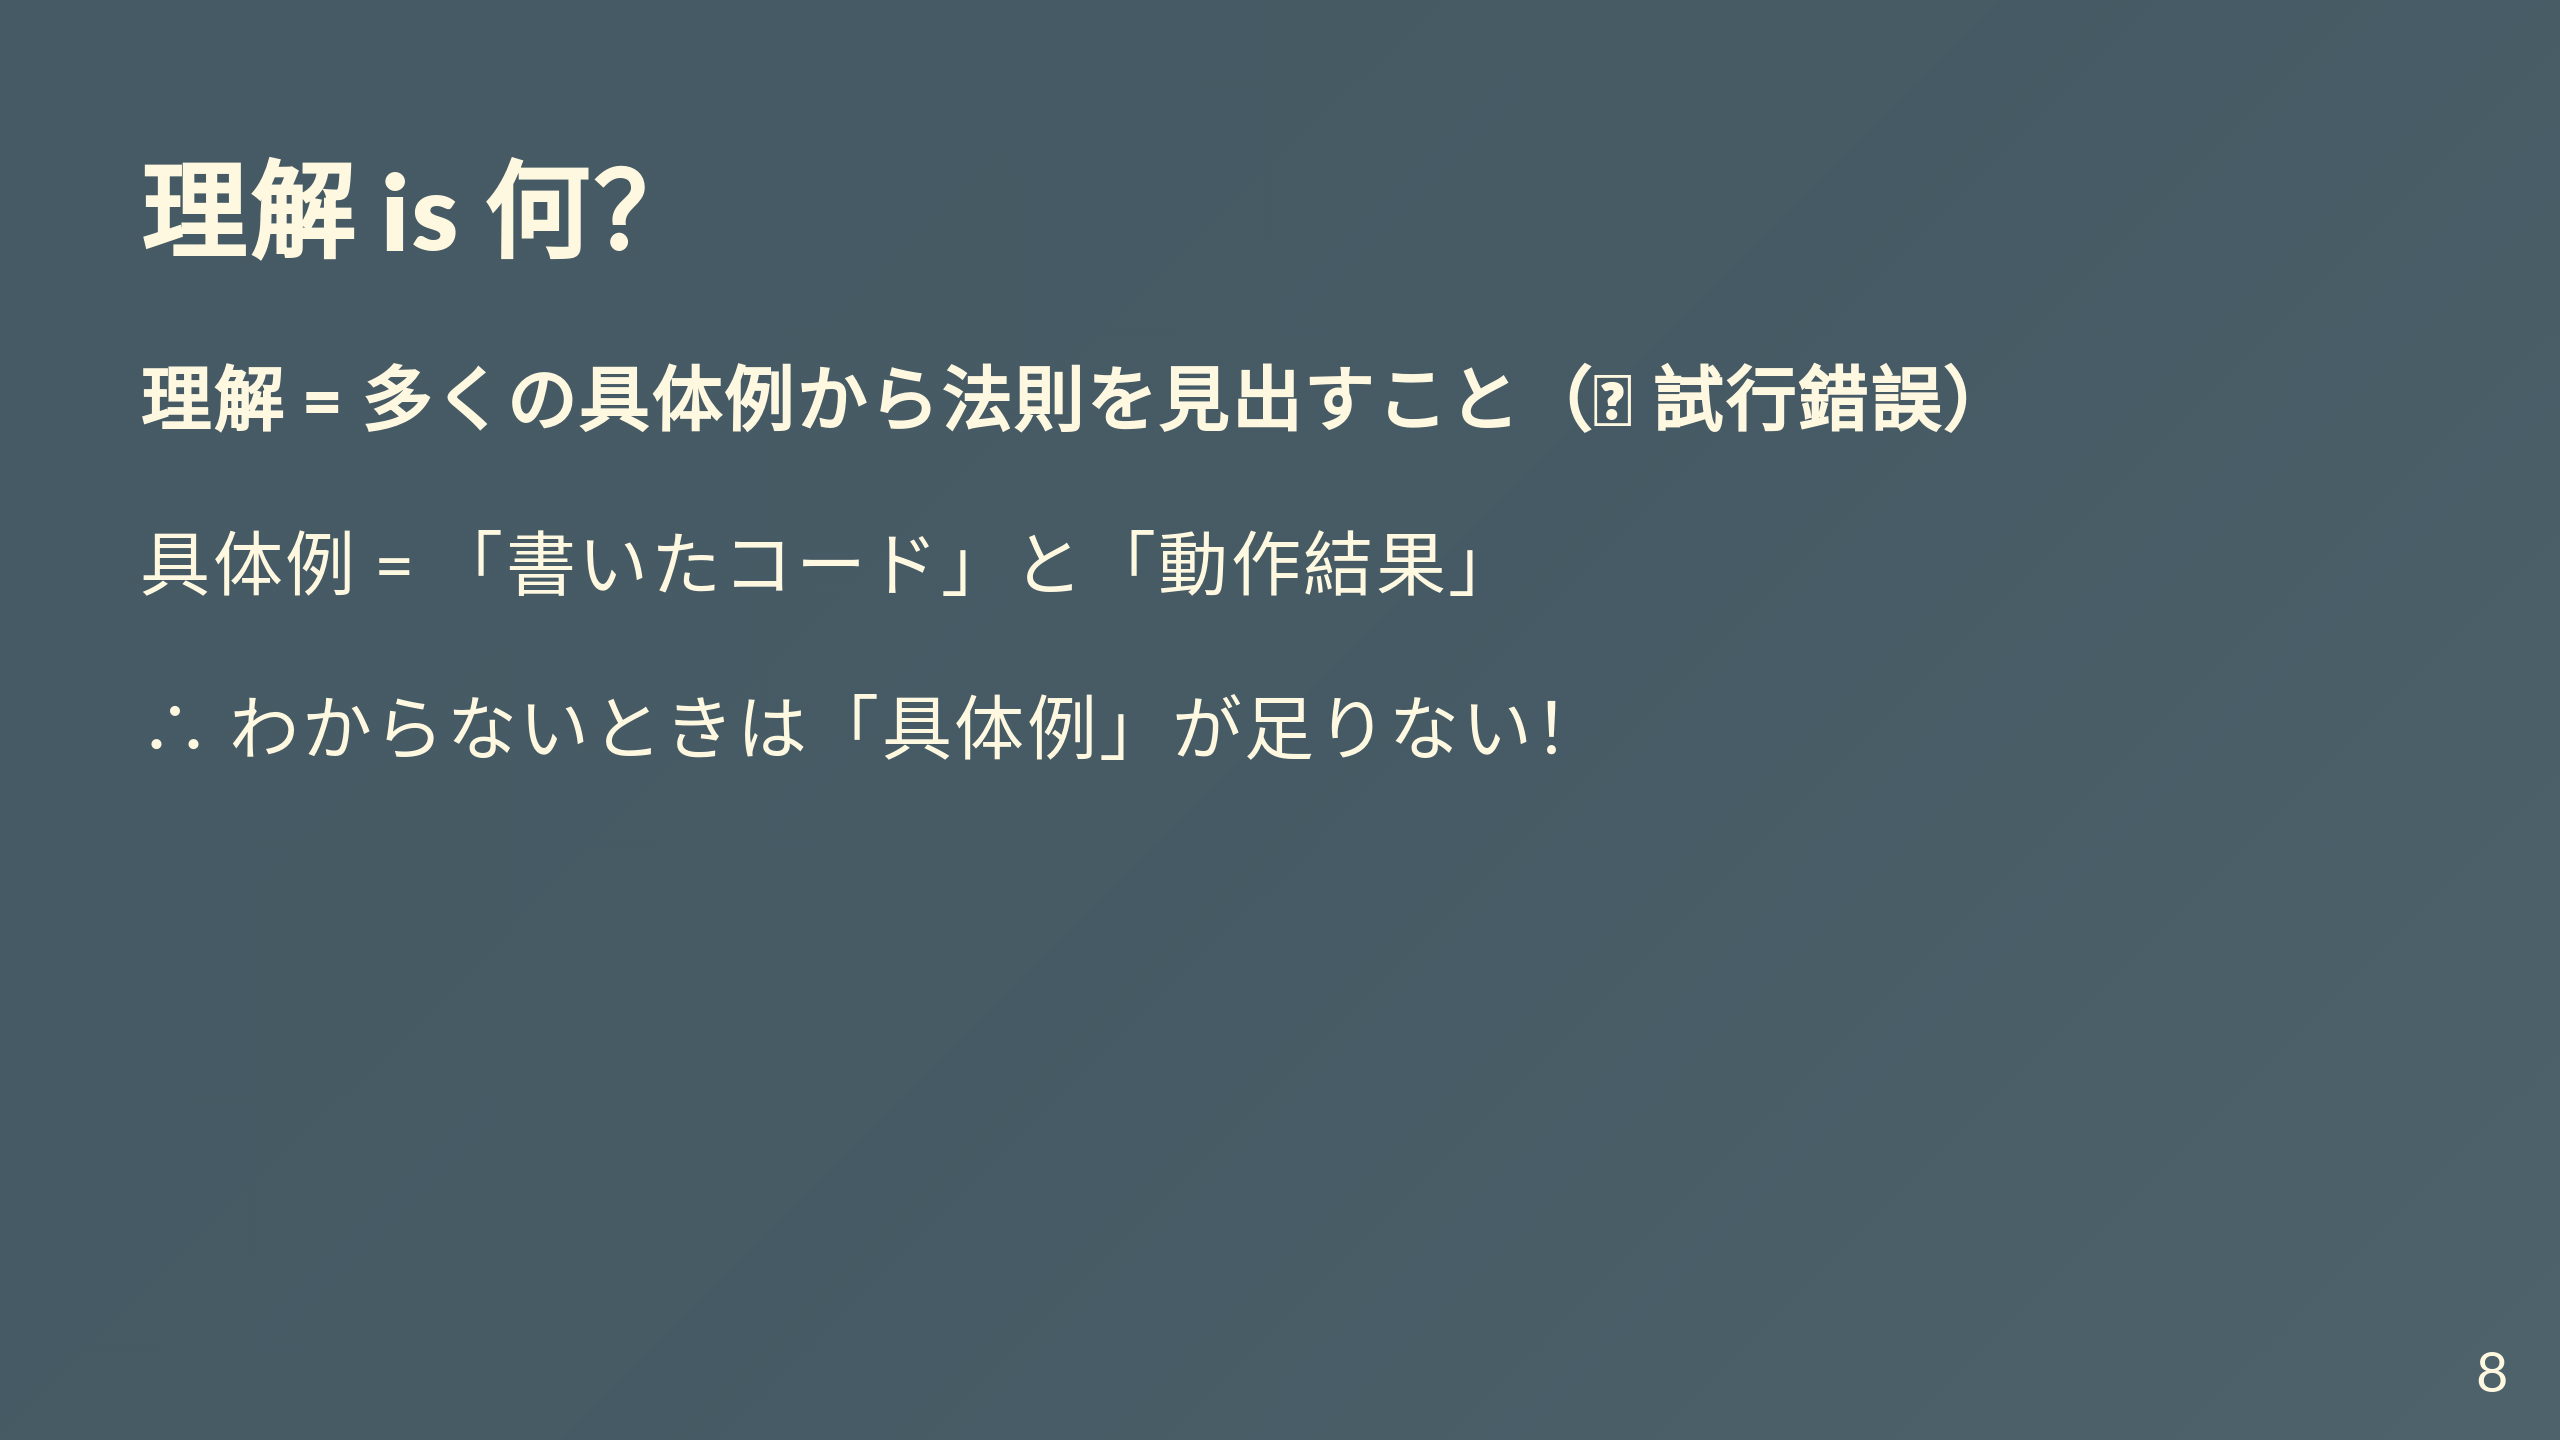 理解 is 何?
理解 = 多くの具体例から法則を見出すこと（ 試行錯誤）
具体例 = 「書いたコード」と「動作結果」
∴ わからないときは「具体例」が足りない!
8